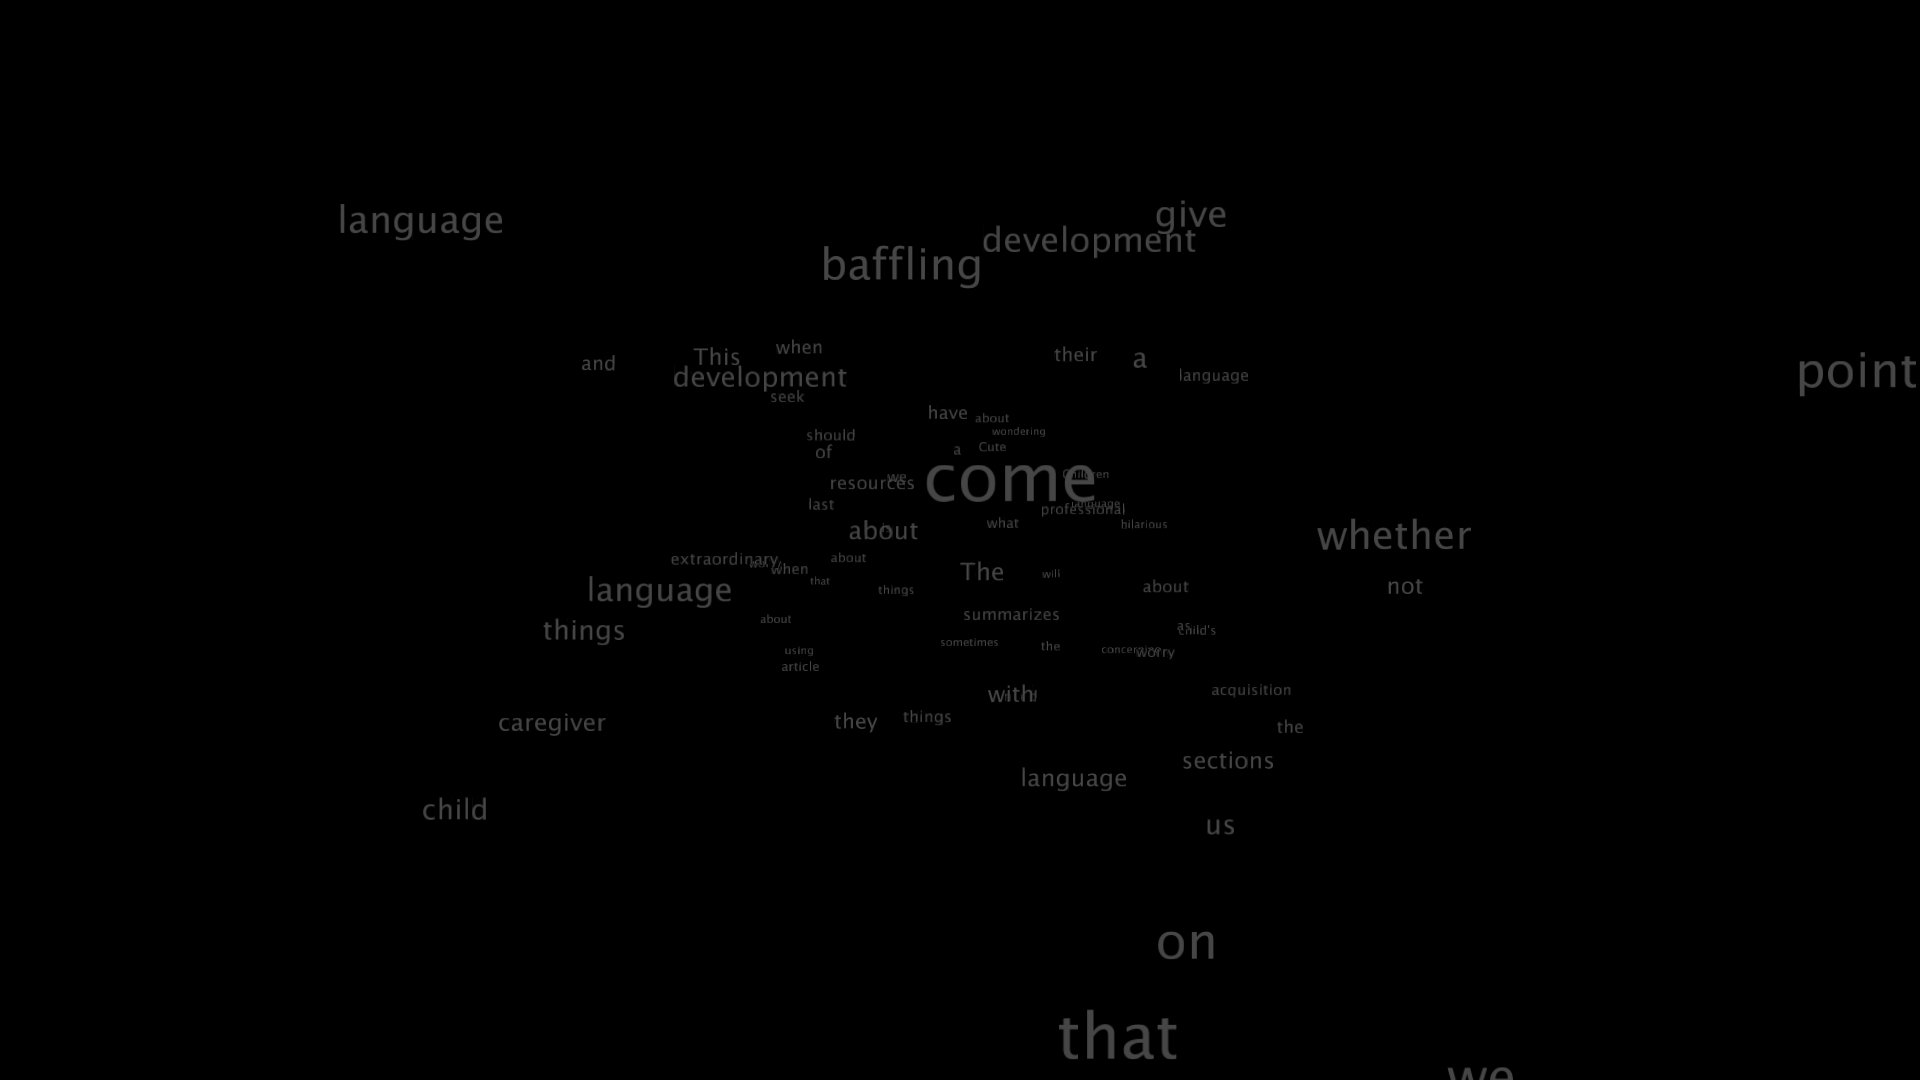 give
language
development
baffling
when
their
This
a
and
point
language
development
seek
have
about
wondering
should
Cute
a
of
Children
we
come
resources
last
language
professional
what
hilarious
about
whether
about
extraordinary
when
The
will
that
not
about
language
things
summarizes
about
as
child's
things
sometimes
the
concerning
using
worry
article
acquisition
with
things
they
caregiver
the
sections
language
child
us
on
that
we